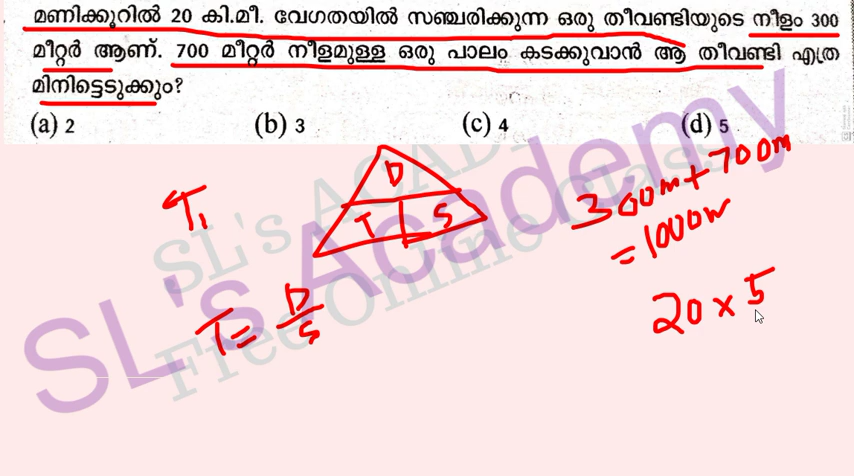 മണിക്കൂറിൽ 20 കി.മീ. വേഗതയിൽ സഞ്ചരിക്കുന്ന ഒരു തീവണ്ടിയുടെ നീളം 300
മീറ്റർ ആണ്. 700 മീറ്റർ നീളമുള്ള ഒരു പാലം കടക്കുവാൻ ആ തീവണ്ടി എത്ര
മിനിട്ടെടുക്കും?
(a) 2 (b) 3 (c) 4 (d) 5
D
T S
300m + 700m
= 1000m
T = D/S
20 × 5
SL's Academy
SL's ACADEMY
Free Online Class